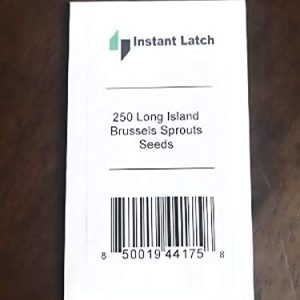 Instant Latch
250 Long Island
Brussels Sprouts
Seeds
8 50019 44175 8